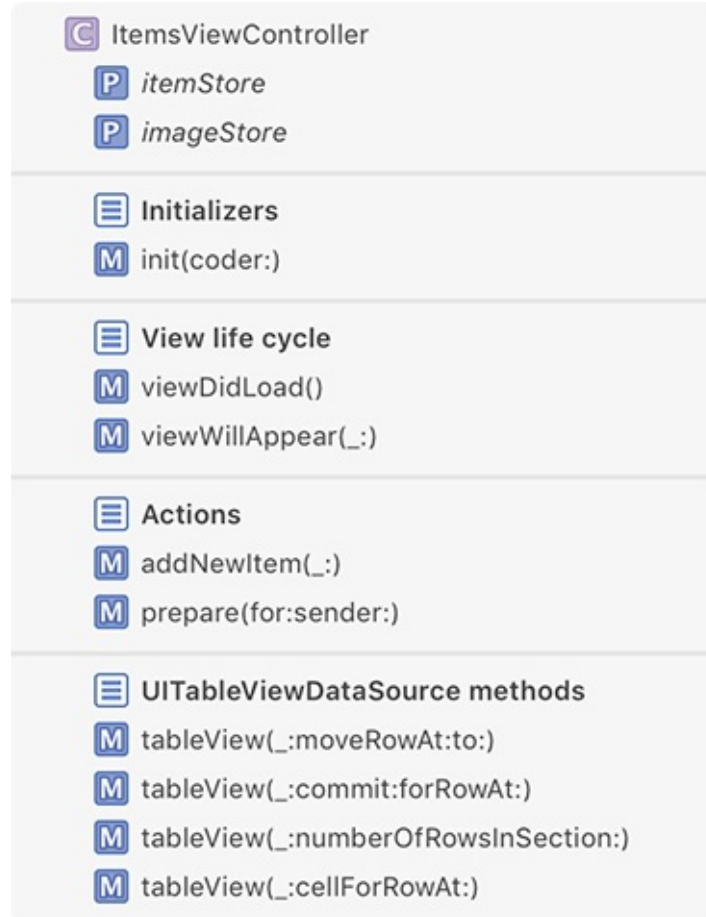 C ItemsViewController
P itemStore
P imageStore
Initializers
M init(coder:)
View life cycle
M viewDidLoad()
M viewWillAppear(_:)
Actions
M addNewItem(_:)
M prepare(for:sender:)
UITableViewDataSource methods
M tableView(_:moveRowAt:to:)
M tableView(_:commit:forRowAt:)
M tableView(_:numberOfRowsInSection:)
M tableView(_:cellForRowAt:)